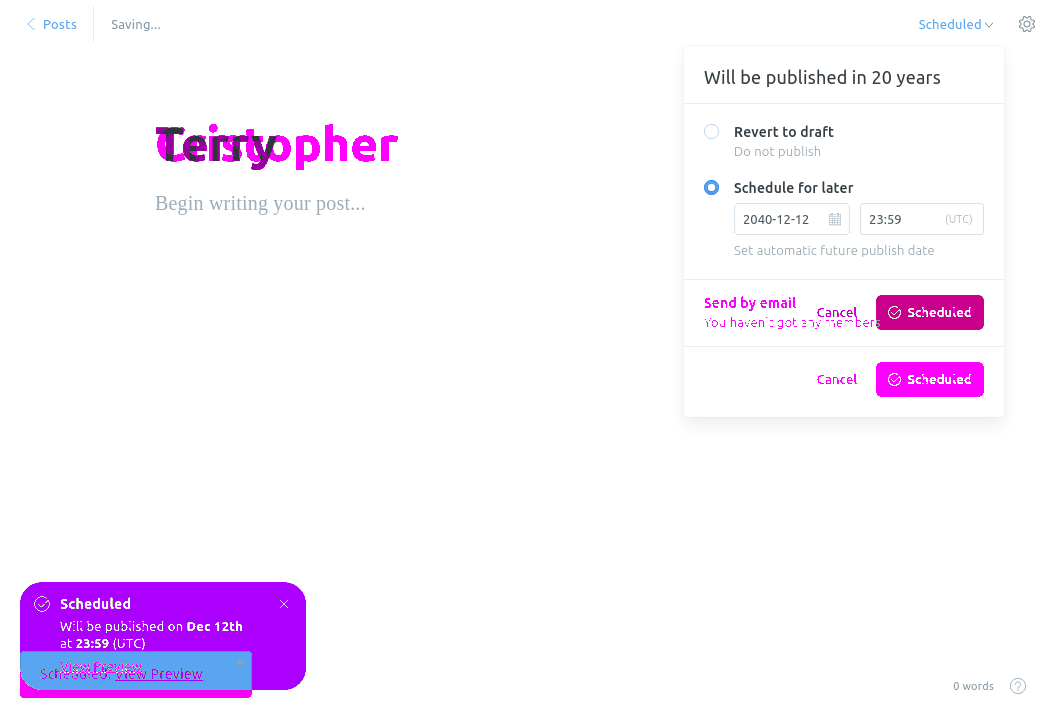 Posts
Saving...
Scheduled
Will be published in 20 years
Terry
Revert to draft
Do not publish
Schedule for later
Begin writing your post...
2040-12-12
23:59
(UTC)
Set automatic future publish date
Send by email
Cancel
Scheduled
You haven't got any members
Cancel
Scheduled
Scheduled
Will be published on Dec 12th
at 23:59 (UTC)
View Preview
Scheduled. View Preview
0 words